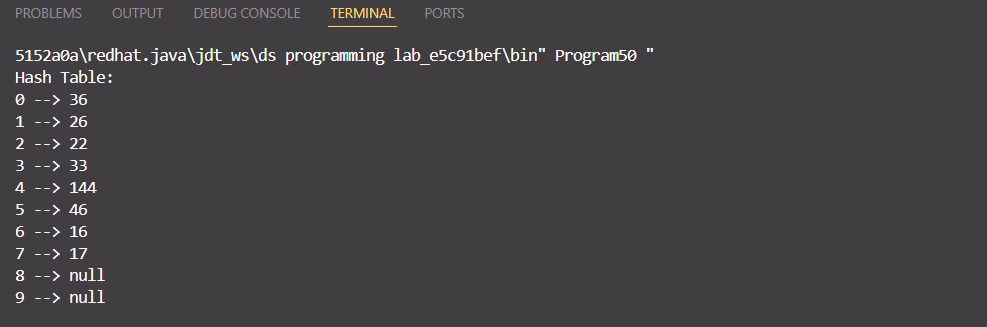 PROBLEMS OUTPUT DEBUG CONSOLE TERMINAL PORTS
5152a0a\redhat.java\jdt_ws\ds programming lab_e5c91bef\bin" Program50 "
Hash Table:
0 --> 36
1 --> 26
2 --> 22
3 --> 33
4 --> 144
5 --> 46
6 --> 16
7 --> 17
8 --> null
9 --> null